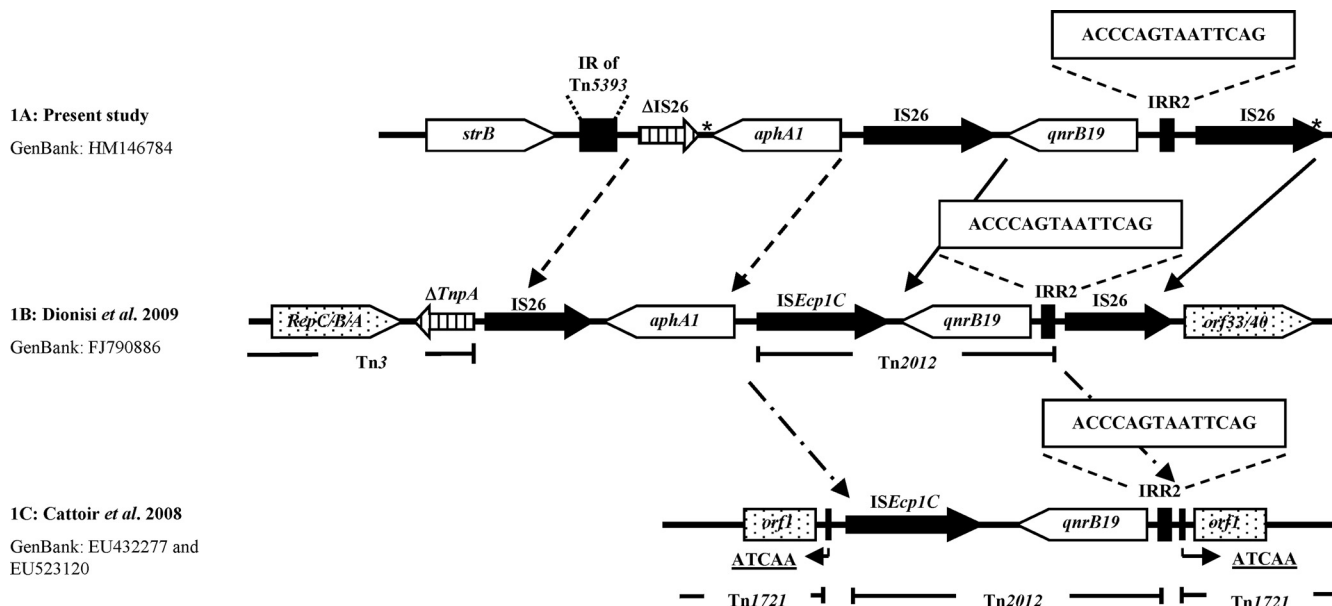 ACCCAGTAATTCAG
IR of
Tn5393
ΔIS26
IS26
IRR2
IS26
1A: Present study
strB
*
aphA1
qnrB19
*
GenBank: HM146784
ACCCAGTAATTCAG
ΔTnpA
IS26
ISEcp1C
IRR2
IS26
1B: Dionisi et al. 2009
RepC/B/A
aphA1
qnrB19
orf33/40
GenBank: FJ790886
Tn3
Tn2012
ACCCAGTAATTCAG
1C: Cattoir et al. 2008
ISEcp1C
IRR2
orf1
qnrB19
orf1
GenBank: EU432277 and
EU523120
ATCAA
ATCAA
Tn1721
Tn2012
Tn1721